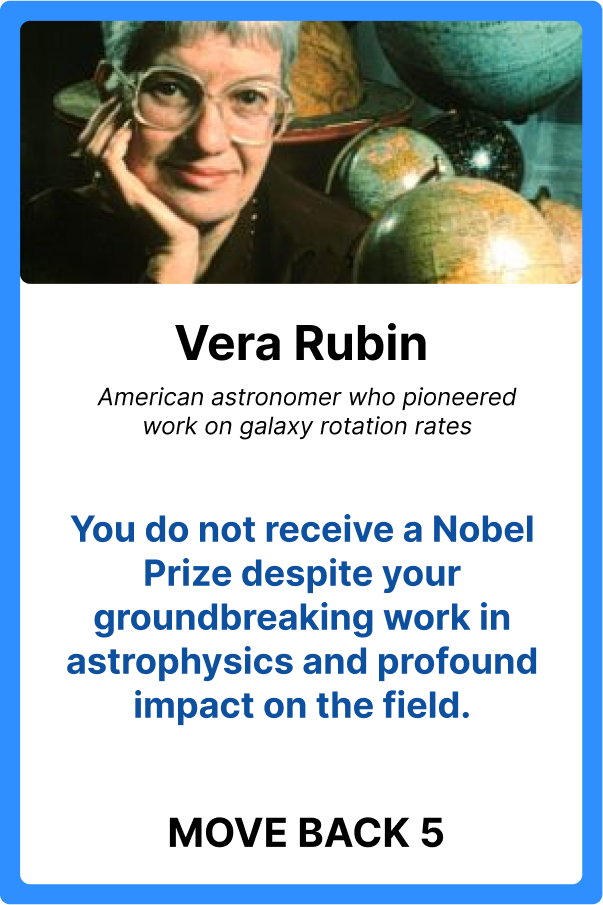 Vera Rubin
American astronomer who pioneered
work on galaxy rotation rates
You do not receive a Nobel
Prize despite your
groundbreaking work in
astrophysics and profound
impact on the field.
MOVE BACK 5